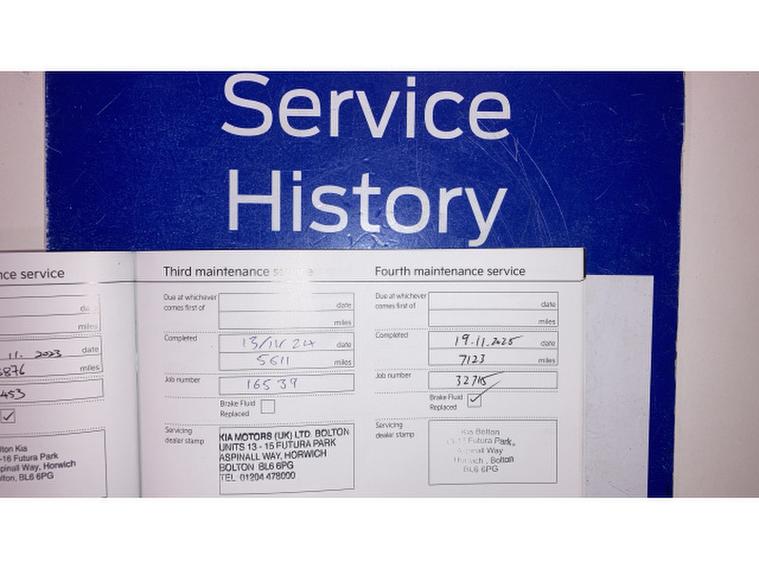 Service
History
nce service
date
miles
11. 2023 date
miles
453
Bolton Kia
-16 Futura Park
Aspinall Way, Horwich
Bolton, BL6 6PG
Third maintenance
Due at whichever
comes first of
date
miles
Completed
13/11/24 date
5611 miles
Job number
16539
Brake Fluid
Replaced
Servicing
dealer stamp
KIA MOTORS (UK) LTD. BOLTON
UNITS 13 - 15 FUTURA PARK
ASPINALL WAY, HORWICH
BOLTON BL6 6PG
TEL 01204 478000
Fourth maintenance service
Due at whichever
comes first of
date
miles
Completed
19.11.2025 date
7123 miles
Job number
32715
Brake Fluid
Replaced ✓
Servicing
dealer stamp
Kia Bolton
Futura Park,
Way
Horwich, Bolton
BL6 6PG